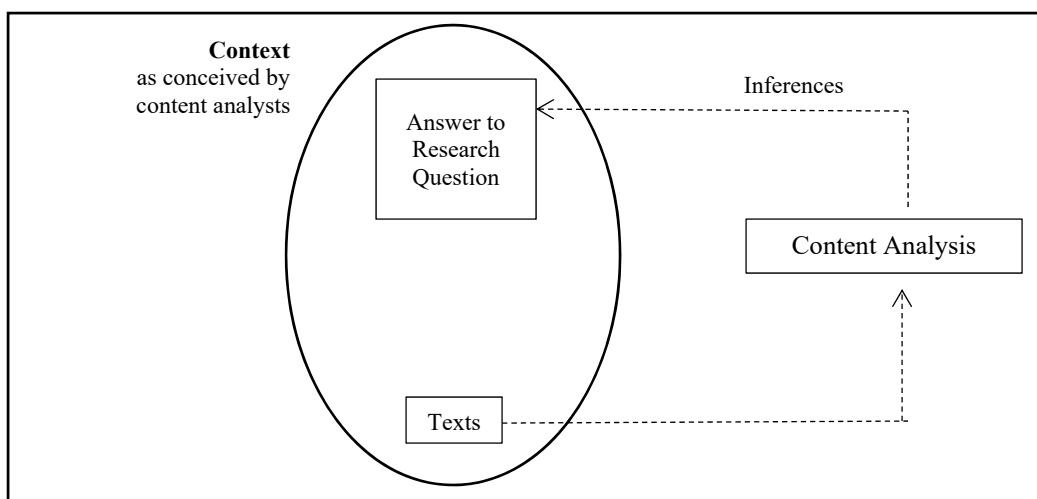 Context
as conceived by
content analysts
Answer to
Research
Question
Inferences
Content Analysis
Texts